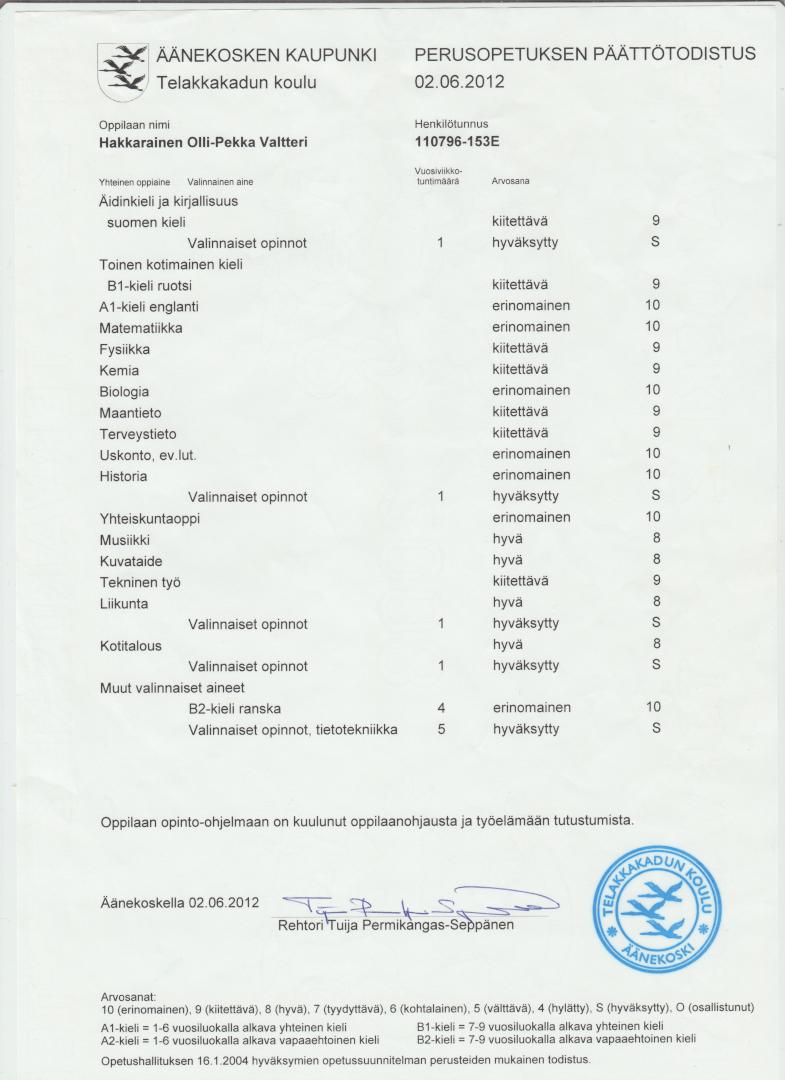 ÄÄNEKOSKEN KAUPUNKI PERUSOPETUKSEN PÄÄTTÖTODISTUS
Telakkakadun koulu 02.06.2012
Oppilaan nimi Henkilötunnus
Hakkarainen Olli-Pekka Valtteri 110796-153E
Yhteinen oppiaine Valinnainen aine Vuosiviikko-tuntimäärä Arvosana
Äidinkieli ja kirjallisuus
suomen kieli kiitettävä 9
Valinnaiset opinnot 1 hyväksytty S
Toinen kotimainen kieli
B1-kieli ruotsi kiitettävä 9
A1-kieli englanti erinomainen 10
Matematiikka erinomainen 10
Fysiikka kiitettävä 9
Kemia kiitettävä 9
Biologia erinomainen 10
Maantieto kiitettävä 9
Terveystieto kiitettävä 9
Uskonto, ev.lut. erinomainen 10
Historia erinomainen 10
Valinnaiset opinnot 1 hyväksytty S
Yhteiskuntaoppi erinomainen 10
Musiikki hyvä 8
Kuvataide hyvä 8
Tekninen työ kiitettävä 9
Liikunta hyvä 8
Valinnaiset opinnot 1 hyväksytty S
Kotitalous hyvä 8
Valinnaiset opinnot 1 hyväksytty S
Muut valinnaiset aineet
B2-kieli ranska 4 erinomainen 10
Valinnaiset opinnot, tietotekniikka 5 hyväksytty S
Oppilaan opinto-ohjelmaan on kuulunut oppilaanohjausta ja työelämään tutustumista.
Äänekoskella 02.06.2012
Rehtori Tuija Permikangas-Seppänen
TELAKKAKADUN KOULU
ÄÄNEKOSKI
Arvosanat:
10 (erinomainen), 9 (kiitettävä), 8 (hyvä), 7 (tyydyttävä), 6 (kohtalainen), 5 (välttävä), 4 (hylätty), S (hyväksytty), O (osallistunut)
A1-kieli = 1-6 vuosiluokalla alkava yhteinen kieli B1-kieli = 7-9 vuosiluokalla alkava yhteinen kieli
A2-kieli = 1-6 vuosiluokalla alkava vapaaehtoinen kieli B2-kieli = 7-9 vuosiluokalla alkava vapaaehtoinen kieli
Opetushallituksen 16.1.2004 hyväksymien opetussuunnitelman perusteiden mukainen todistus.